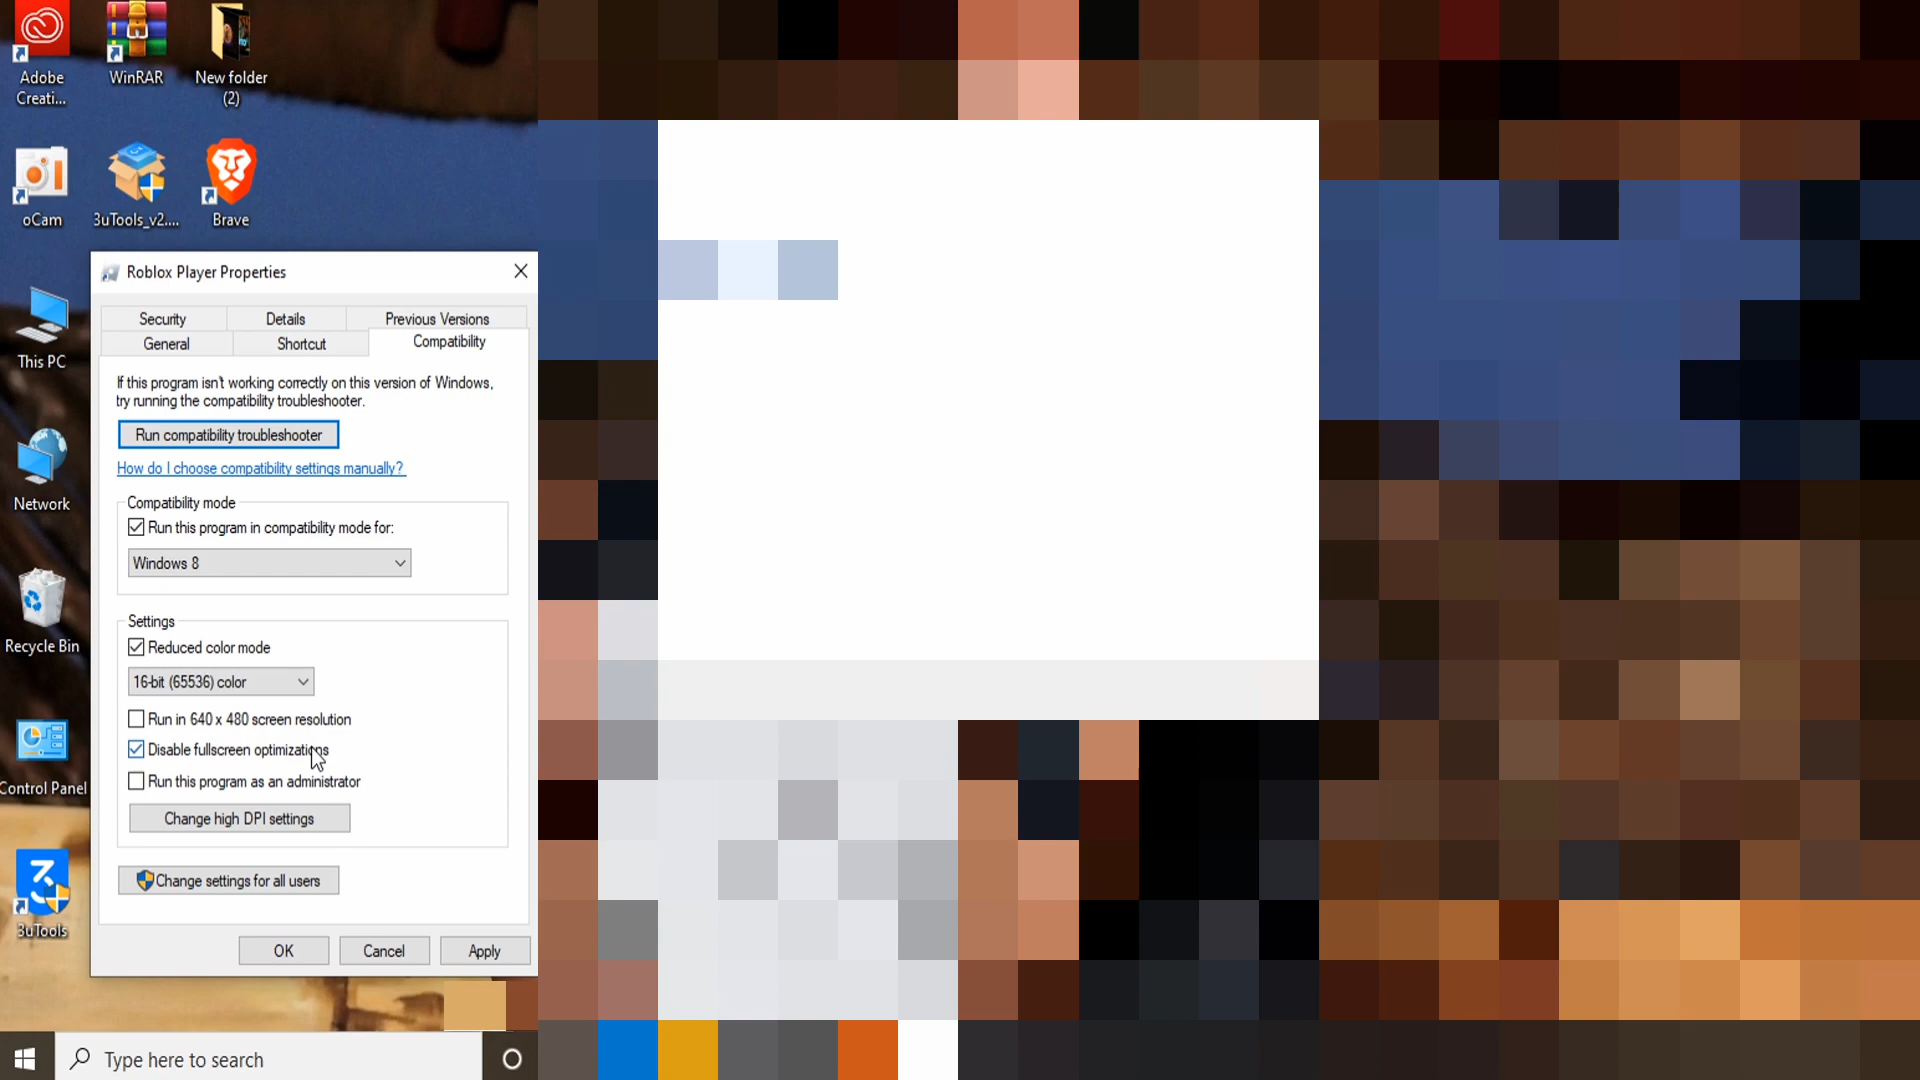 Adobe
Creati...
WinRAR
New folder
(2)
oCam
3uTools_v2....
Brave
This PC
Network
Recycle Bin
Control Panel
3uTools
Roblox Player Properties
Security
Details
Previous Versions
General
Shortcut
Compatibility
If this program isn't working correctly on this version of Windows,
try running the compatibility troubleshooter.
Run compatibility troubleshooter
How do I choose compatibility settings manually?
Compatibility mode
Run this program in compatibility mode for:
Windows 8
Settings
Reduced color mode
16-bit (65536) color
Run in 640 x 480 screen resolution
Disable fullscreen optimizations
Run this program as an administrator
Change high DPI settings
Change settings for all users
OK
Cancel
Apply
Type here to search